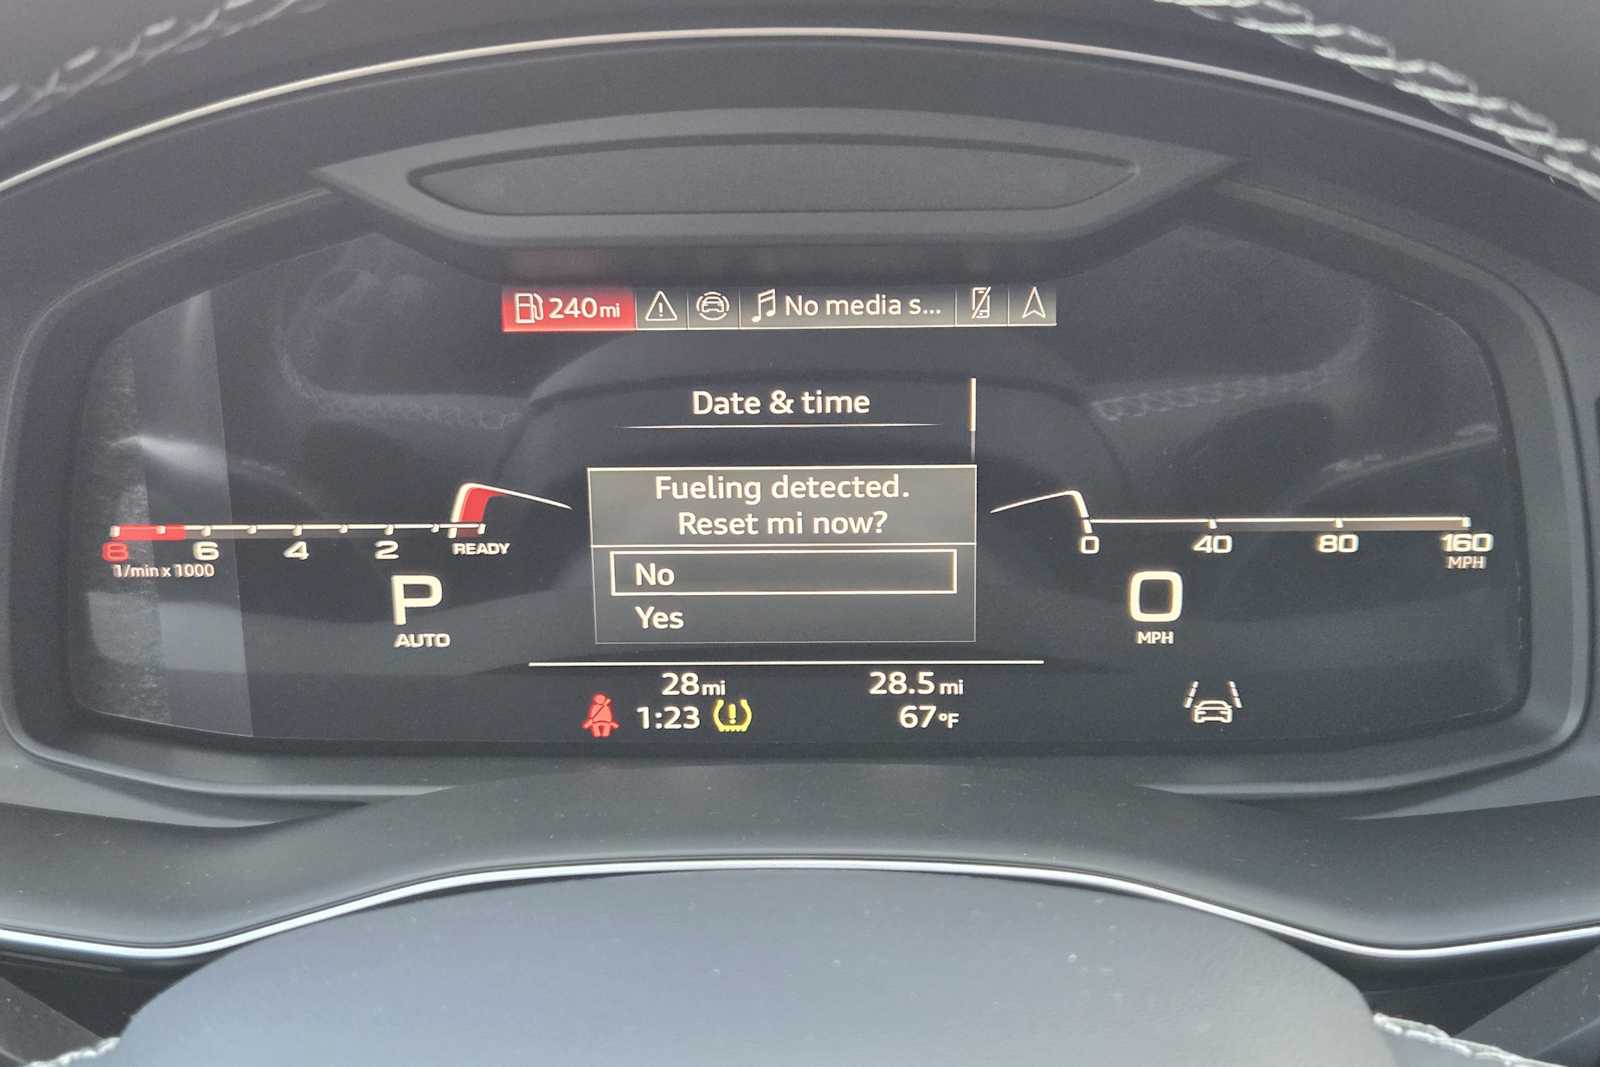 240mi No media s...
Date & time
Fueling detected.
Reset mi now?
No
Yes
8 6 4 2 READY
1/min x 1000
P
AUTO
0 40 80 160
MPH
0
MPH
28mi 28.5mi
1:23 67°F